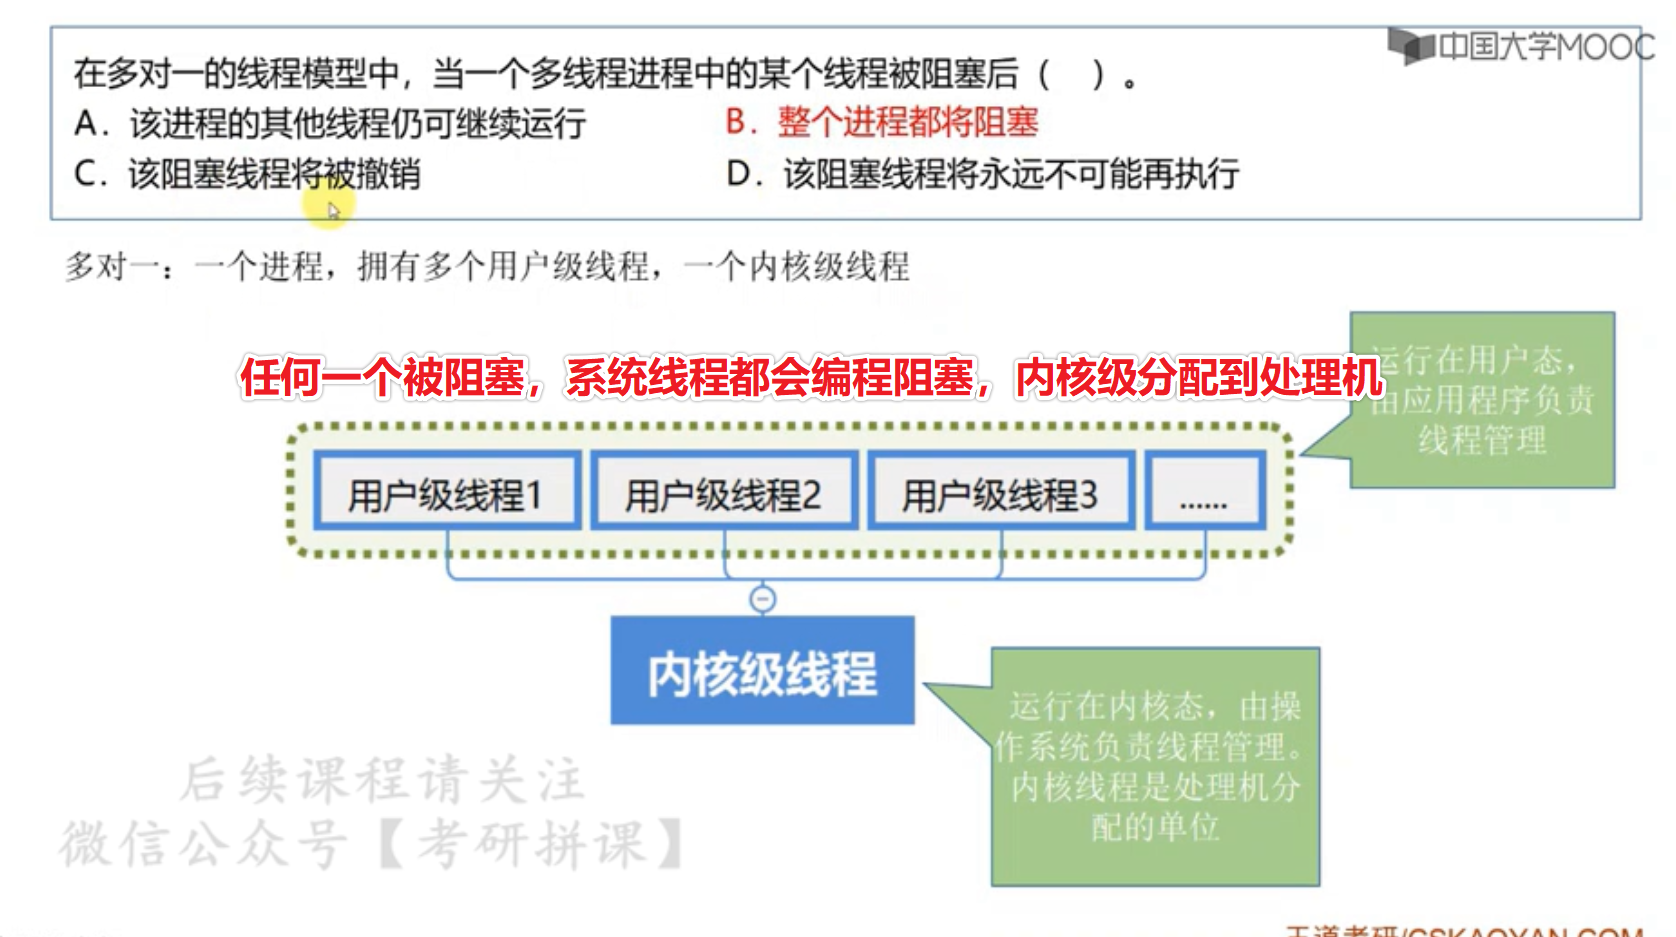 中国大学MOOC
在多对一的线程模型中，当一个多线程进程中的某个线程被阻塞后（ ）。
A．该进程的其他线程仍可继续运行
B．整个进程都将阻塞
C．该阻塞线程将被撤销
D．该阻塞线程将永远不可能再执行
多对一：一个进程，拥有多个用户级线程，一个内核级线程
任何一个被阻塞，系统线程都会编程阻塞，内核级分配到处理机
运行在用户态，
由应用程序负责
线程管理
用户级线程1
用户级线程2
用户级线程3
......
内核级线程
运行在内核态，由操
作系统负责线程管理。
内核线程是处理机分
配的单位
后续课程请关注
微信公众号【考研拼课】
王道考研/CSKAOYAN.COM